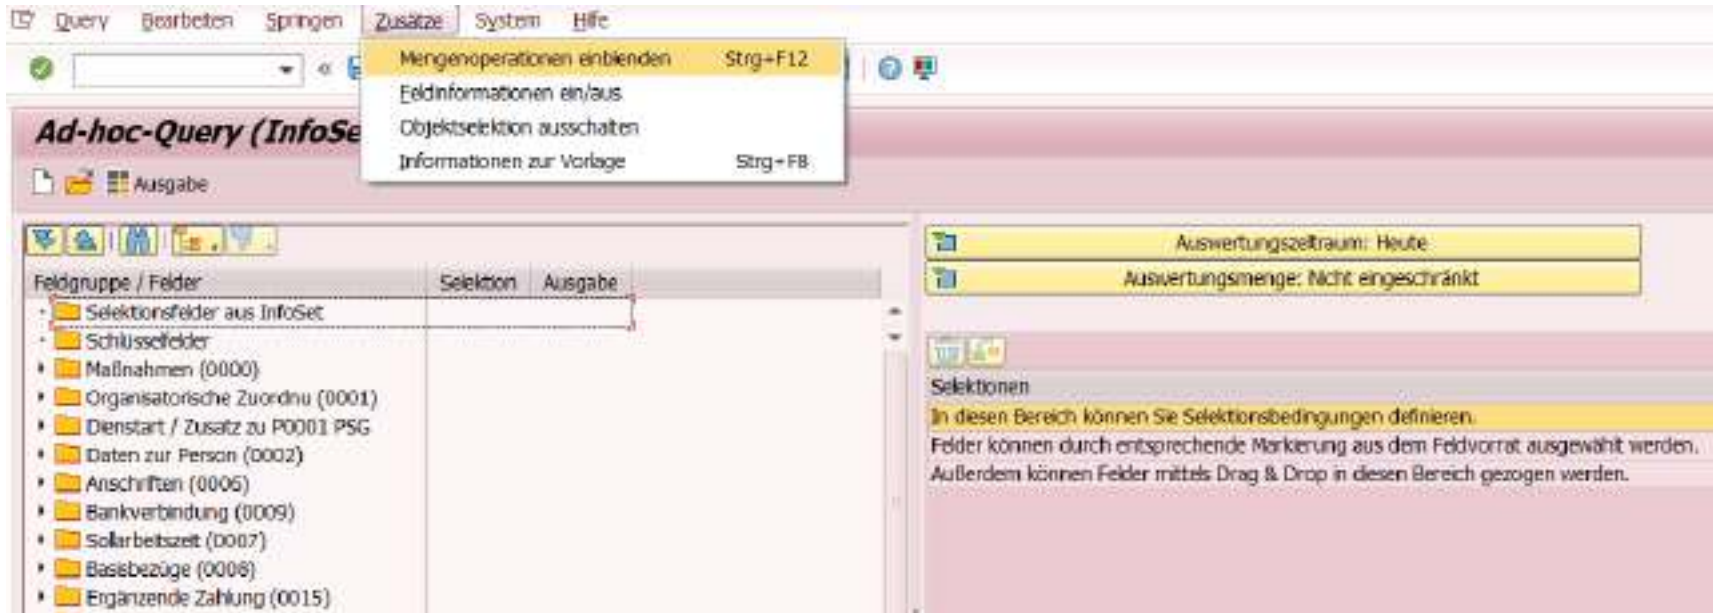 Query Bearbeiten Springen Zusätze System Hilfe
Mengenoperationen einblenden Strg+F12
Feldinformationen ein/aus
Objektselektion ausschalten
Informationen zur Vorlage Strg+F8
Ad-hoc-Query (InfoSe
Ausgabe
Feldgruppe / Felder Selektion Ausgabe
Selektionsfelder aus InfoSet
Schlüsselfelder
Maßnahmen (0000)
Organisatorische Zuordnu (0001)
Dienstart / Zusatz zu P0001 PSG
Daten zur Person (0002)
Anschriften (0006)
Bankverbindung (0009)
Sollarbeitszeit (0007)
Basisbezüge (0008)
Ergänzende Zahlung (0015)
Auswertungszeitraum: Heute
Auswertungsmenge: Nicht eingeschränkt
Selektionen
In diesen Bereich können Sie Selektionsbedingungen definieren.
Felder können durch entsprechende Markierung aus dem Feldvorrat ausgewählt werden.
Außerdem können Felder mittels Drag & Drop in diesen Bereich gezogen werden.